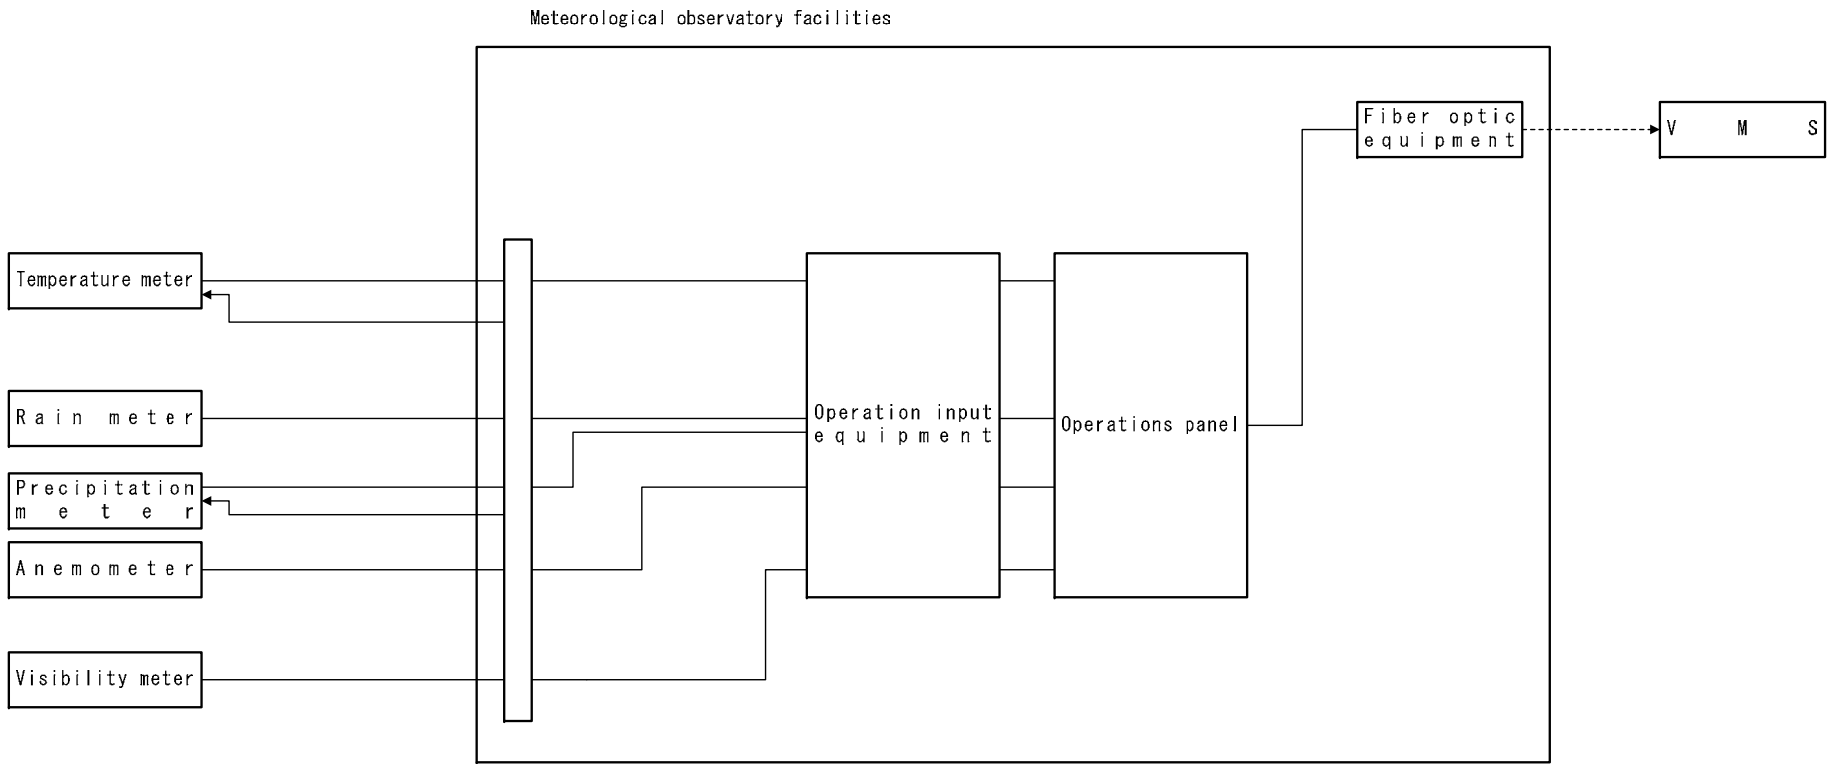 Meteorological observatory facilities
Fiber optic
equipment
V M S
Temperature meter
Rain meter
Operation input
equipment
Operations panel
Precipitation
meter
Anemometer
Visibility meter